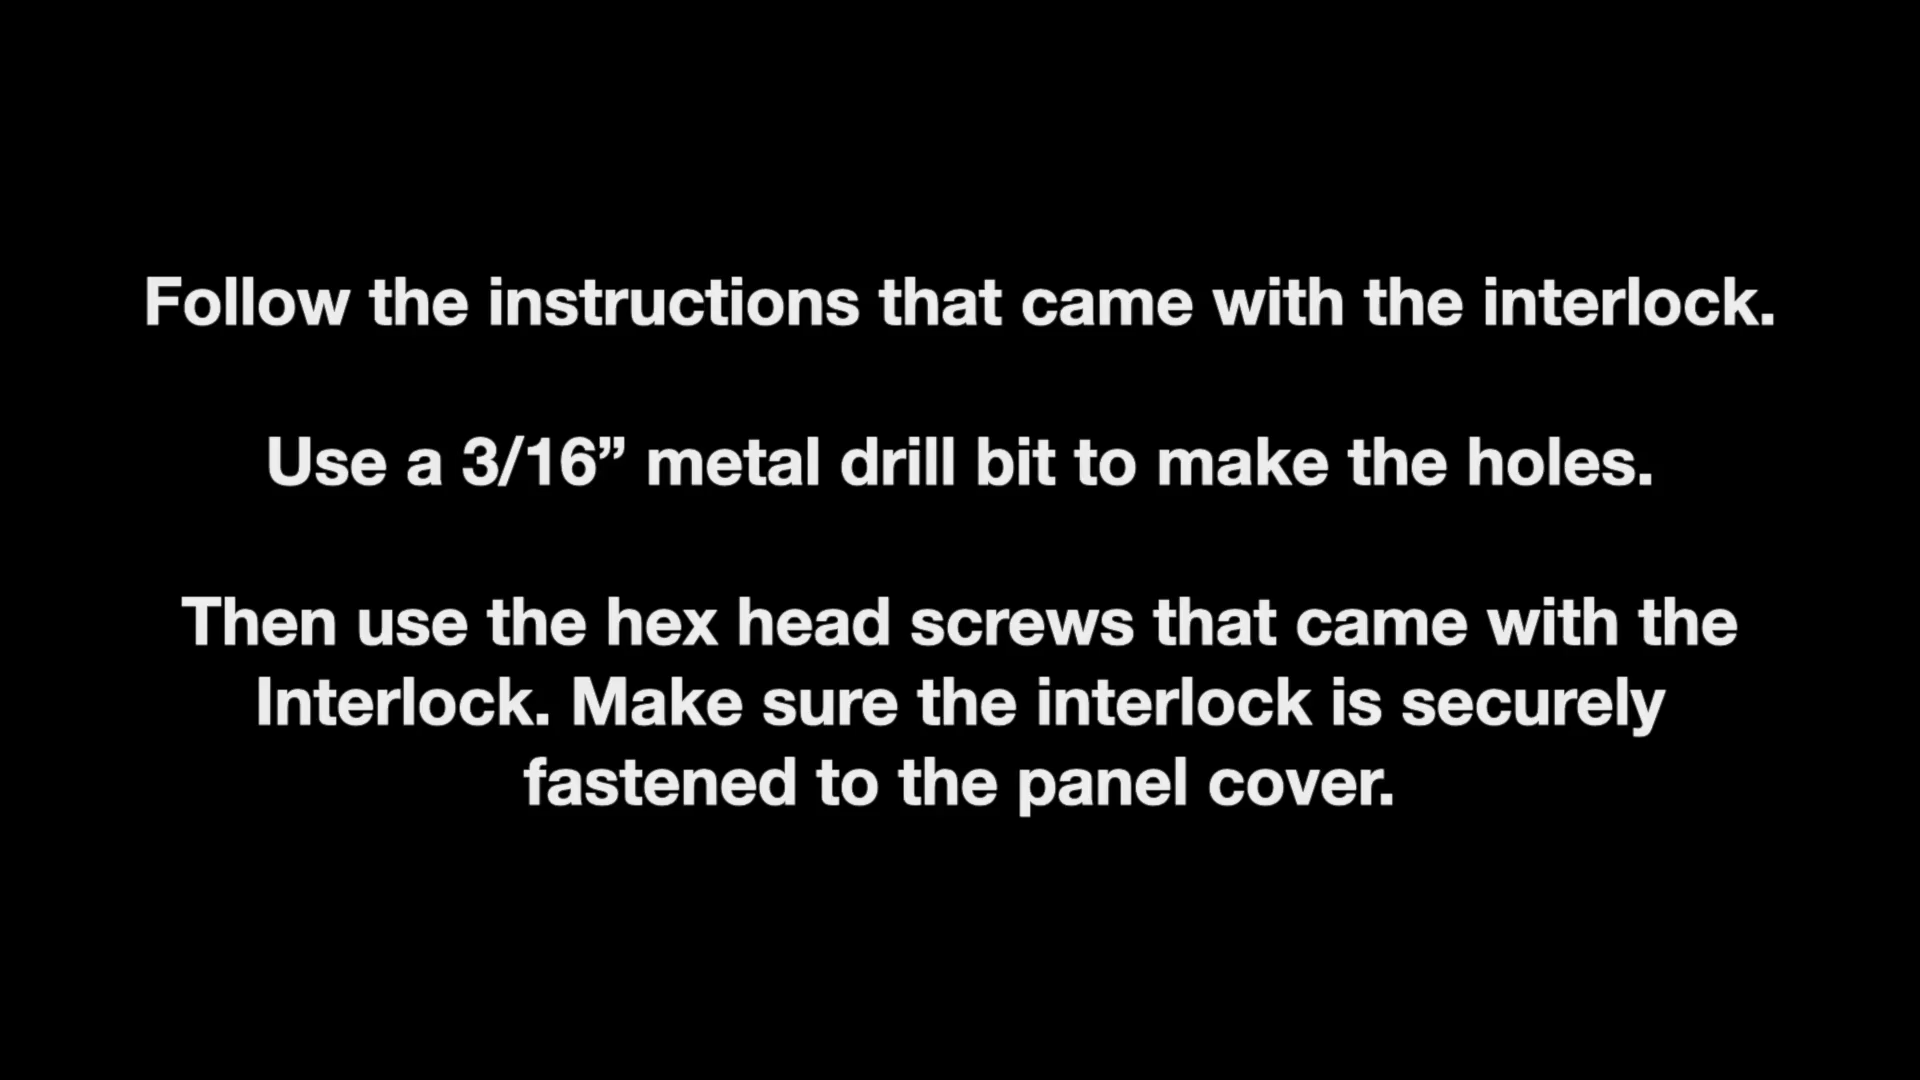 Follow the instructions that came with the interlock.
Use a 3/16” metal drill bit to make the holes.
Then use the hex head screws that came with the
Interlock. Make sure the interlock is securely
fastened to the panel cover.